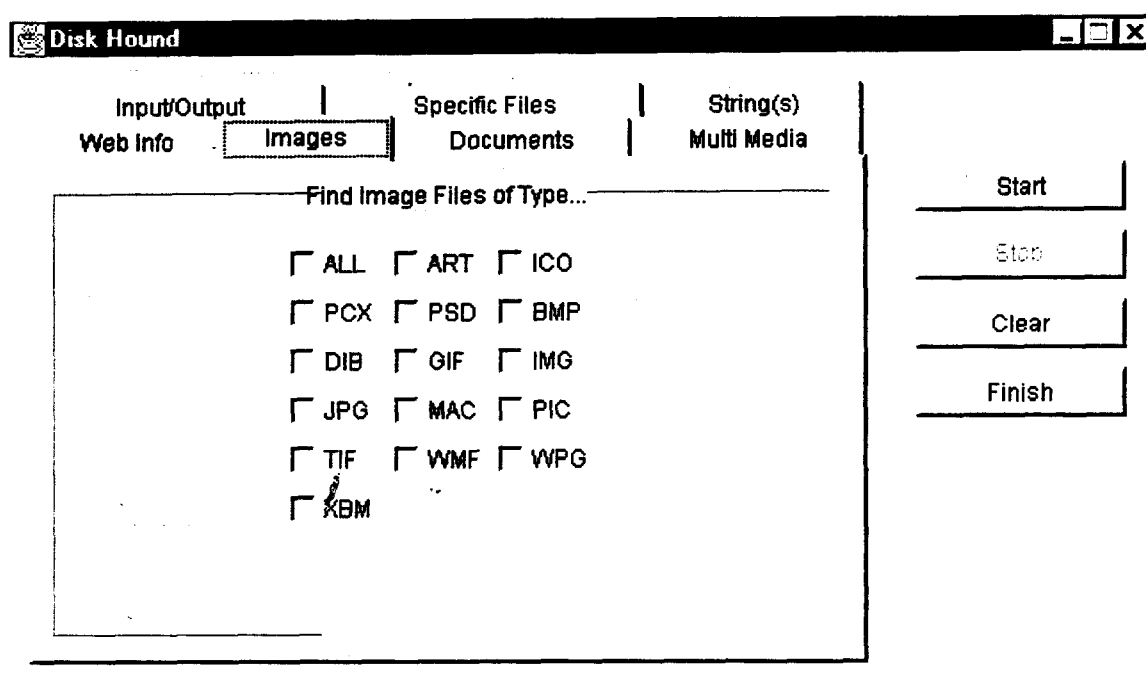 Disk Hound
Input/Output Specific Files String(s)
Web Info Images Documents Multi Media
Find Image Files of Type...
ALL ART ICO
PCX PSD BMP
DIB GIF IMG
JPG MAC PIC
TIF WMF WPG
XBM
Start
Stop
Clear
Finish